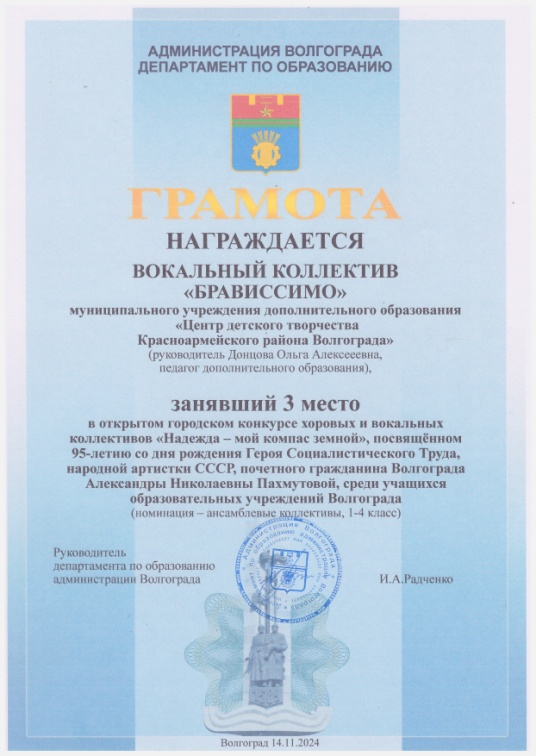 АДМИНИСТРАЦИЯ ВОЛГОГРАДА
ДЕПАРТАМЕНТ ПО ОБРАЗОВАНИЮ
ГРАМОТА
НАГРАЖДАЕТСЯ
ВОКАЛЬНЫЙ КОЛЛЕКТИВ
«БРАВИССИМО»
муниципального учреждения дополнительного образования
«Центр детского творчества
Красноармейского района Волгограда»
(руководитель Донцова Ольга Алексееевна,
педагог дополнительного образования),
занявший 3 место
в открытом городском конкурсе хоровых и вокальных
коллективов «Надежда – мой компас земной», посвящённом
95-летию со дня рождения Героя Социалистического Труда,
народной артистки СССР, почетного гражданина Волгограда
Александры Николаевны Пахмутовой, среди учащихся
образовательных учреждений Волгограда
(номинация – ансамблевые коллективы, 1-4 класс)
Руководитель
департамента по образованию
администрации Волгограда
И.А.Радченко
Волгоград 14.11.2024